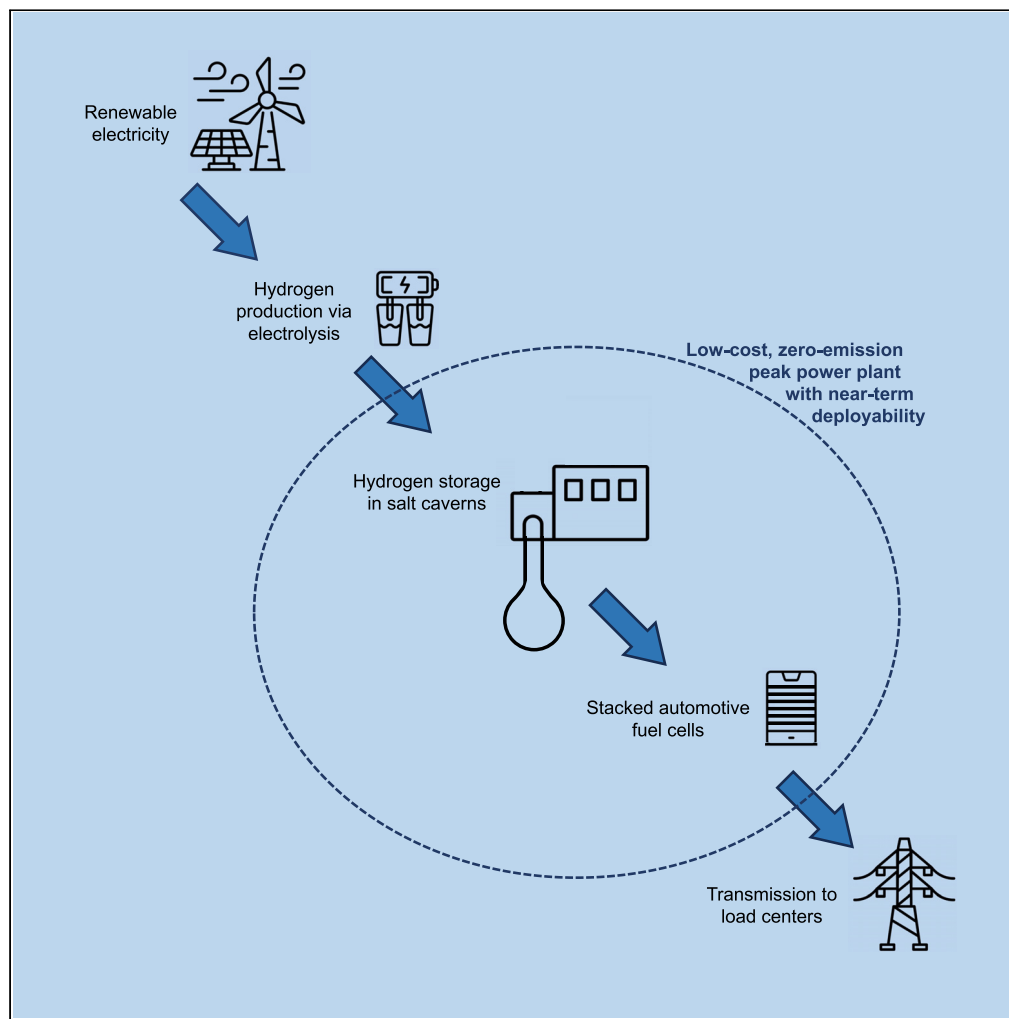 Renewable
electricity
Hydrogen
production via
electrolysis
Low-cost, zero-emission
peak power plant
with near-term
deployability
Hydrogen storage
in salt caverns
Stacked automotive
fuel cells
Transmission to
load centers